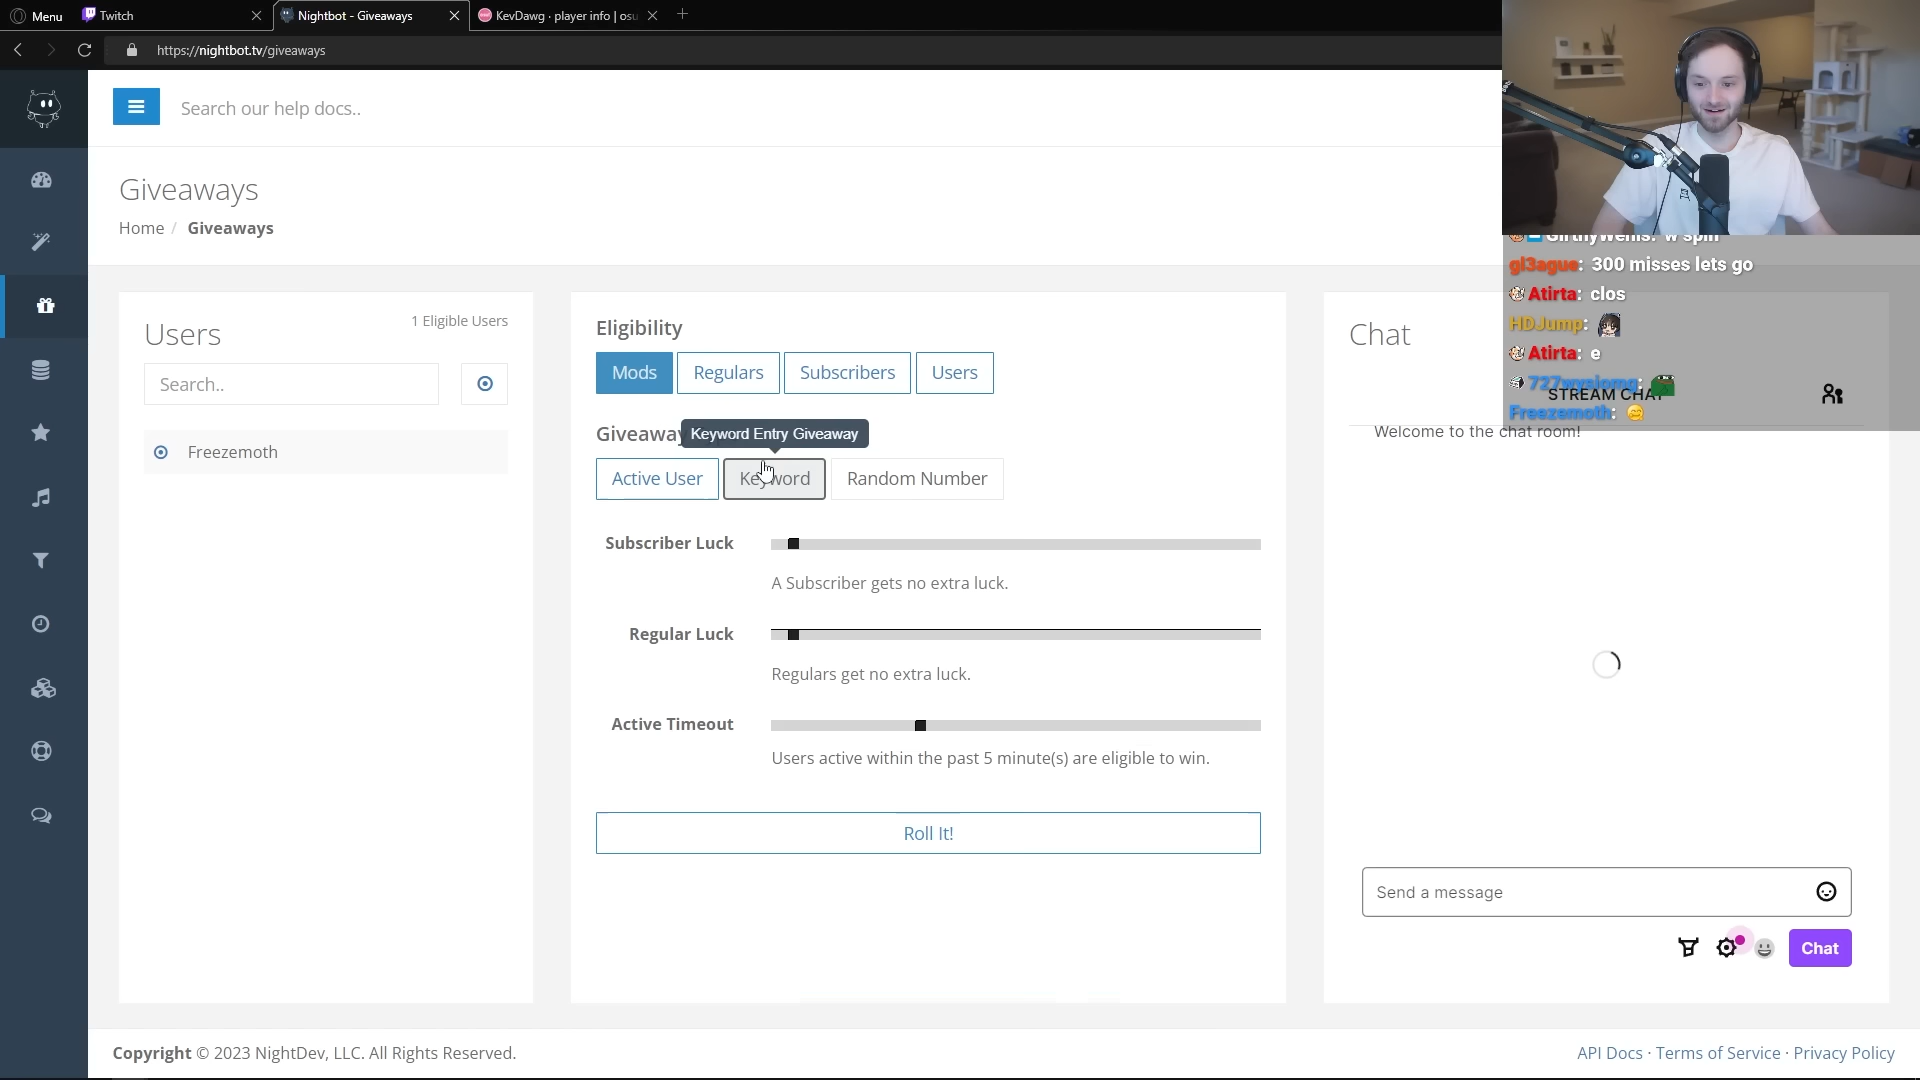 Menu
Twitch
Nightbot - Giveaways
KevDawg · player info | osu
https://nightbot.tv/giveaways
Search our help docs..
Giveaways
Home / Giveaways
Users
1 Eligible Users
Search..
Freezemoth
Eligibility
Mods
Regulars
Subscribers
Users
Giveaway
Keyword Entry Giveaway
Active User
Keyword
Random Number
Subscriber Luck
A Subscriber gets no extra luck.
Regular Luck
Regulars get no extra luck.
Active Timeout
Users active within the past 5 minute(s) are eligible to win.
Roll It!
Chat
GirthyWenis: w spin
gl3ague: 300 misses lets go
Atirta: clos
HDJump:
Atirta: e
727wysiomg:
STREAM CHAT
Freezemoth:
Welcome to the chat room!
Send a message
Chat
Copyright © 2023 NightDev, LLC. All Rights Reserved.
API Docs · Terms of Service · Privacy Policy